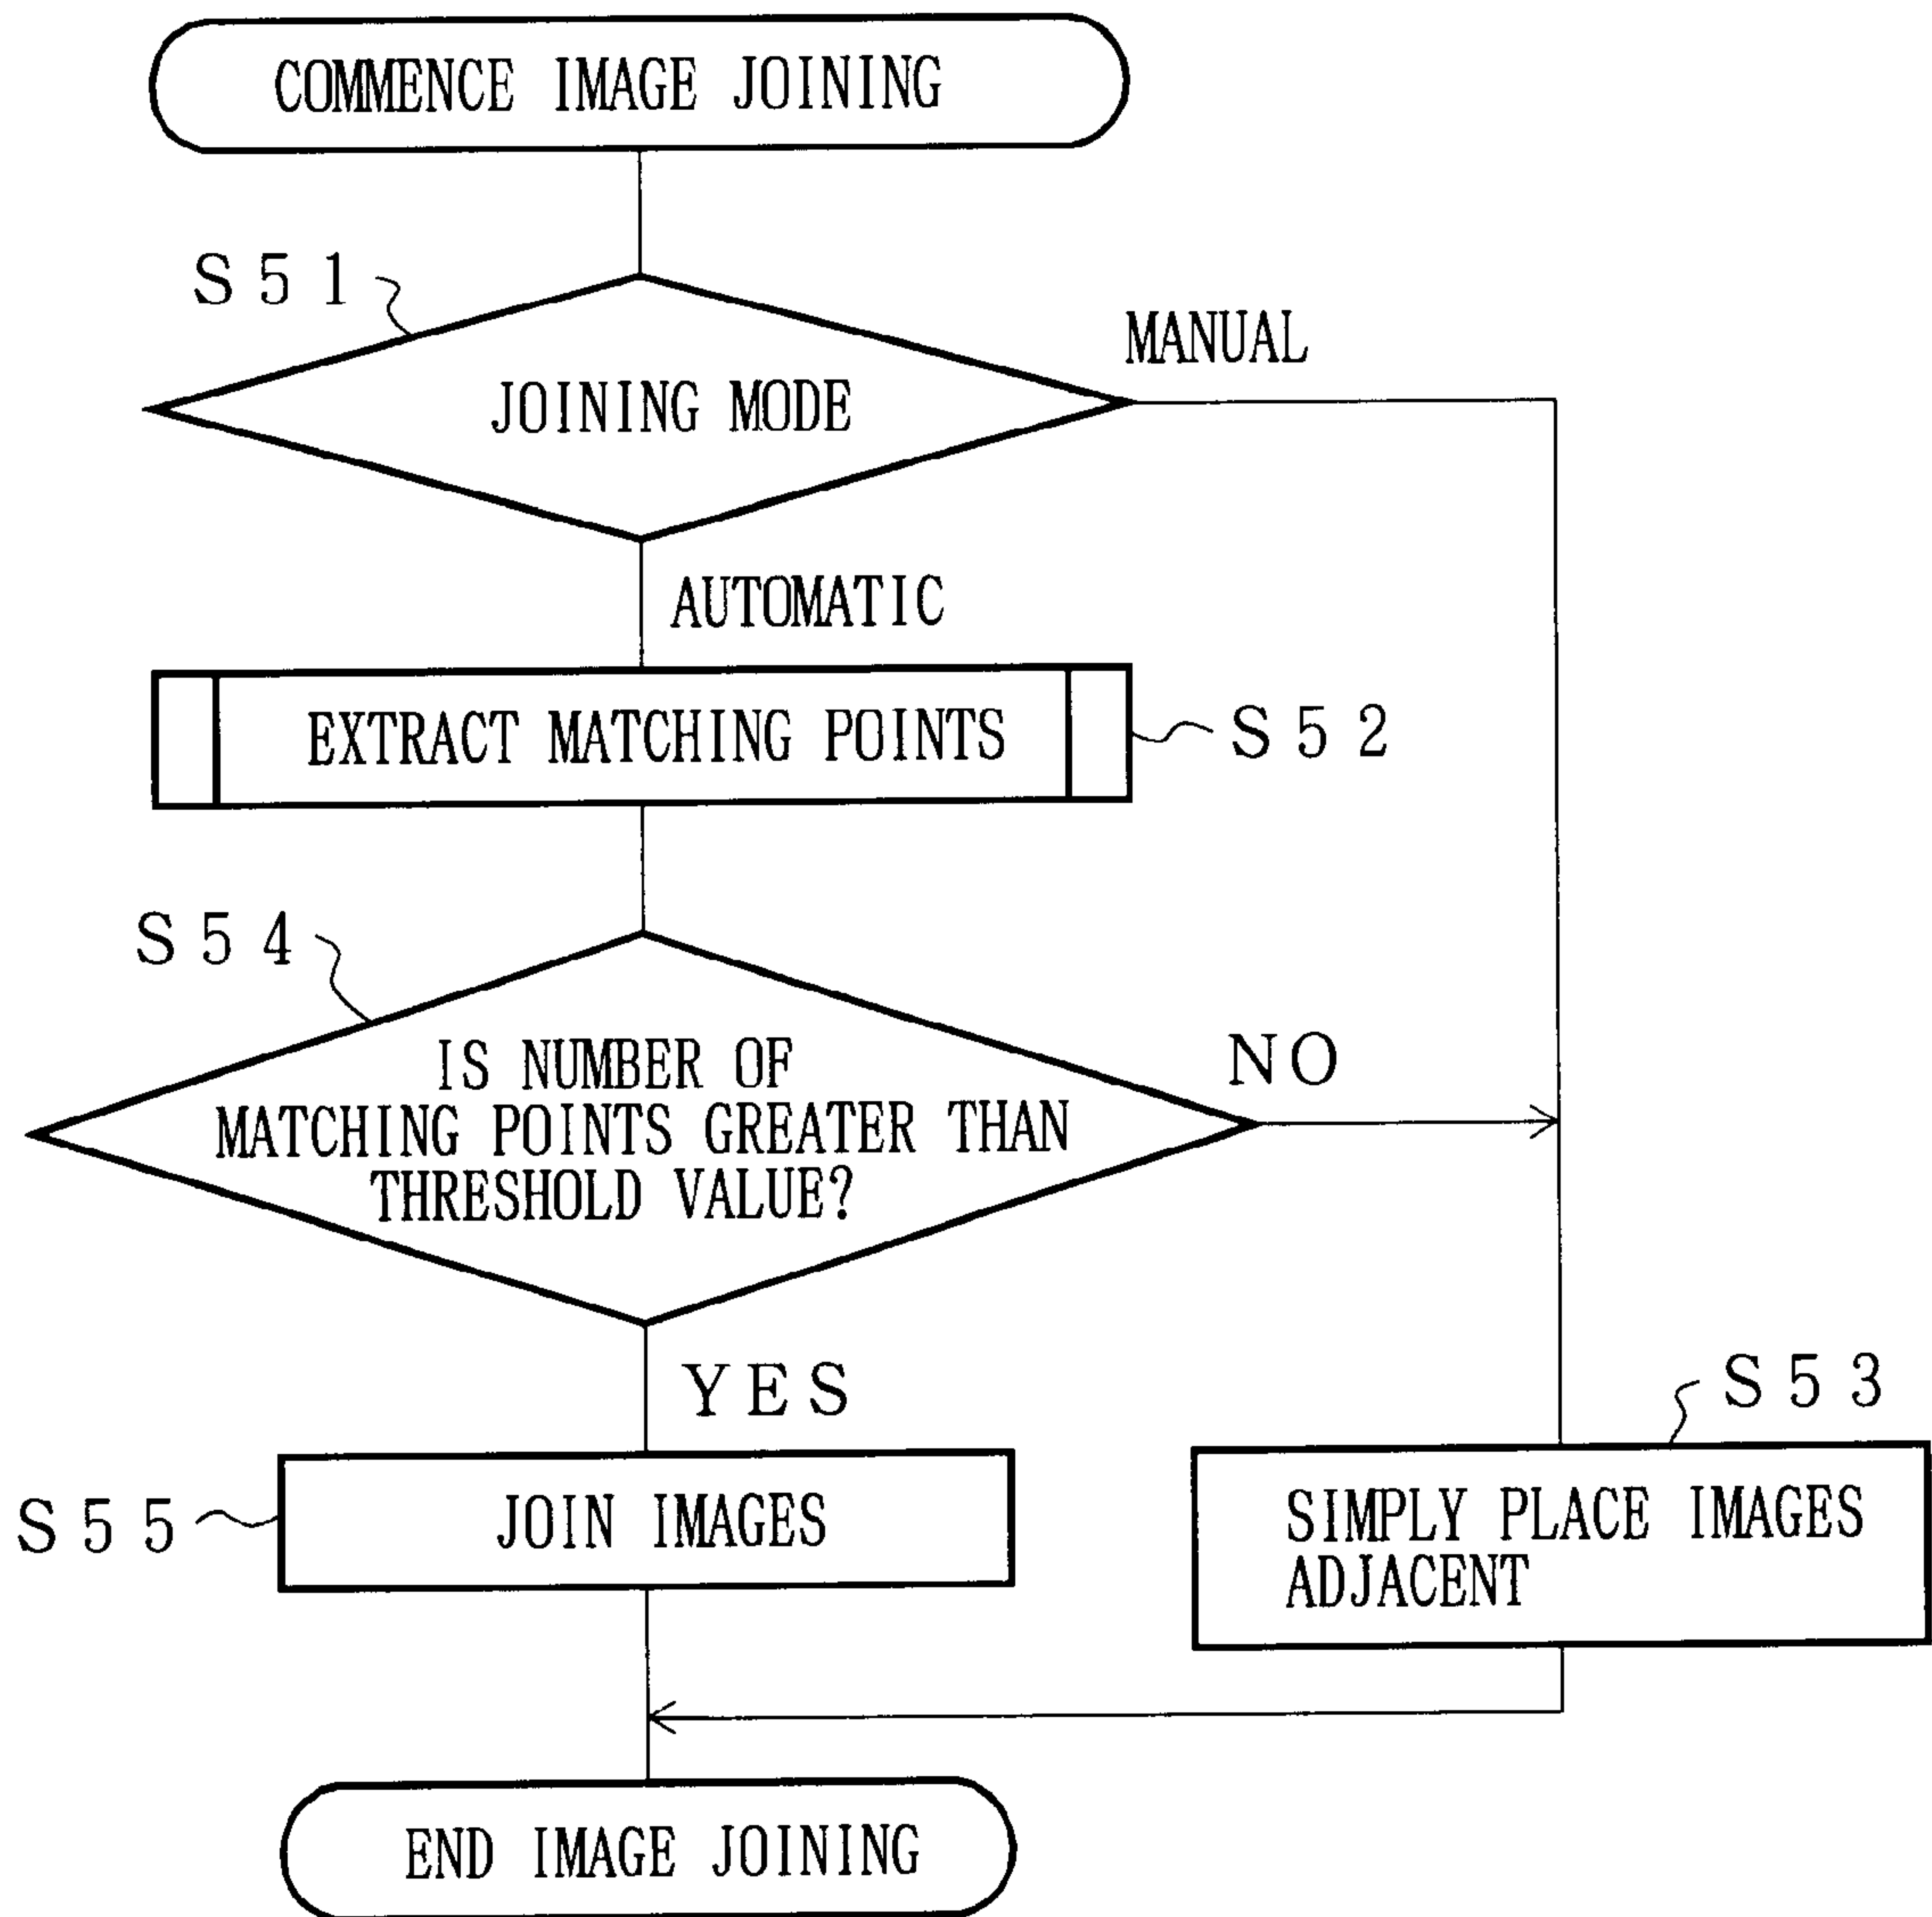 COMMENCE IMAGE JOINING
S51
MANUAL
JOINING MODE
AUTOMATIC
EXTRACT MATCHING POINTS
S52
S54
IS NUMBER OF
MATCHING POINTS GREATER THAN
THRESHOLD VALUE?
NO
YES
S53
S55
JOIN IMAGES
SIMPLY PLACE IMAGES
ADJACENT
END IMAGE JOINING